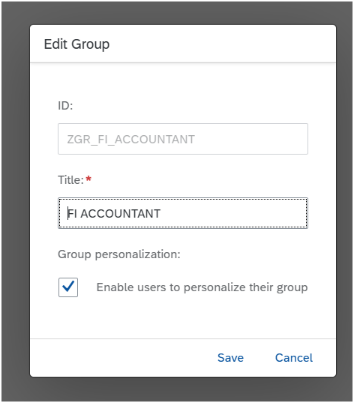 Edit Group
ID:
ZGR_FI_ACCOUNTANT
Title:*
FI ACCOUNTANT
Group personalization:
Enable users to personalize their group
Save Cancel